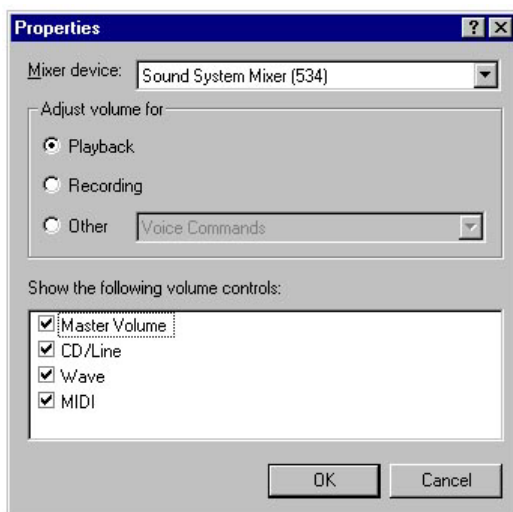 Properties
Mixer device: Sound System Mixer (534)
Adjust volume for
Playback
Recording
Other Voice Commands
Show the following volume controls:
Master Volume
CD/Line
Wave
MIDI
OK Cancel